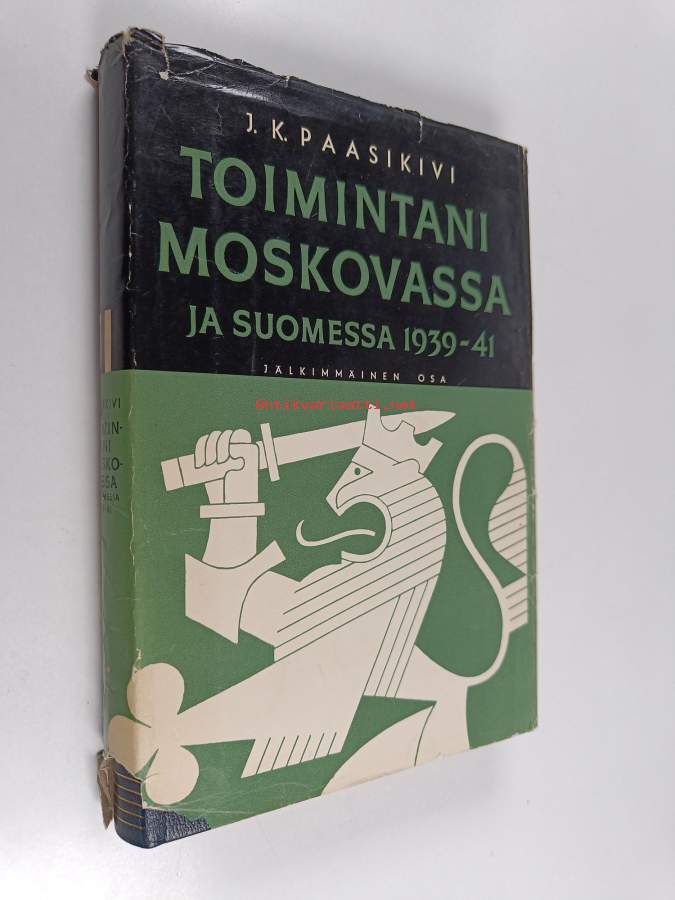 J. K. PAASIKIVI
TOIMINTANI
MOSKOVASSA
JA SUOMESSA 1939-41
JÄLKIMMÄINEN OSA
Antikvariaatti.net